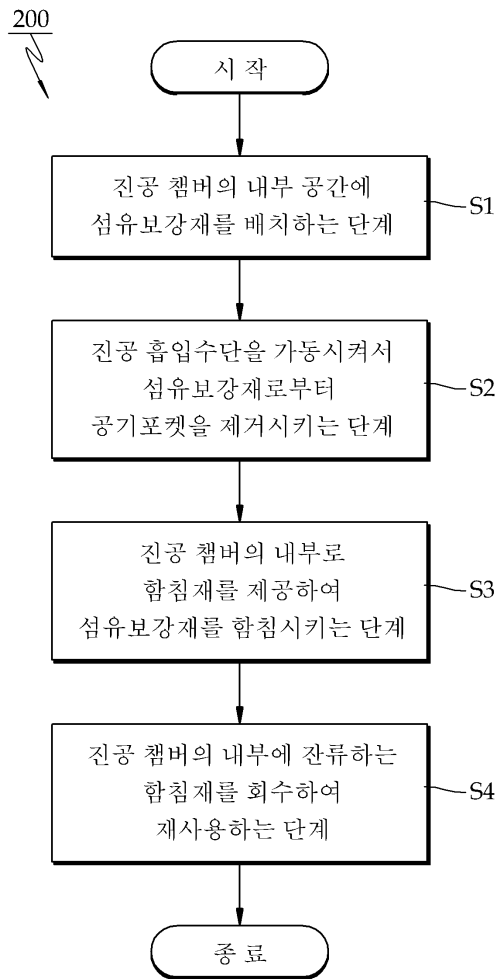 200
시 작
진공 챔버의 내부 공간에
섬유보강재를 배치하는 단계
S1
진공 흡입수단을 가동시켜서
섬유보강재로부터
공기포켓을 제거시키는 단계
S2
진공 챔버의 내부로
함침재를 제공하여
섬유보강재를 함침시키는 단계
S3
진공 챔버의 내부에 잔류하는
함침재를 회수하여
재사용하는 단계
S4
종 료